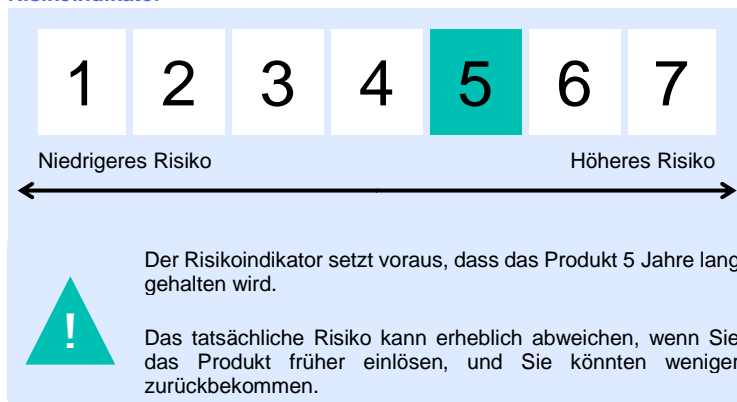 Risikoindikator
1 2 3 4 5 6 7
Niedrigeres Risiko Höheres Risiko
Der Risikoindikator setzt voraus, dass das Produkt 5 Jahre lang
gehalten wird.
!
Das tatsächliche Risiko kann erheblich abweichen, wenn Sie
das Produkt früher einlösen, und Sie könnten weniger
zurückbekommen.